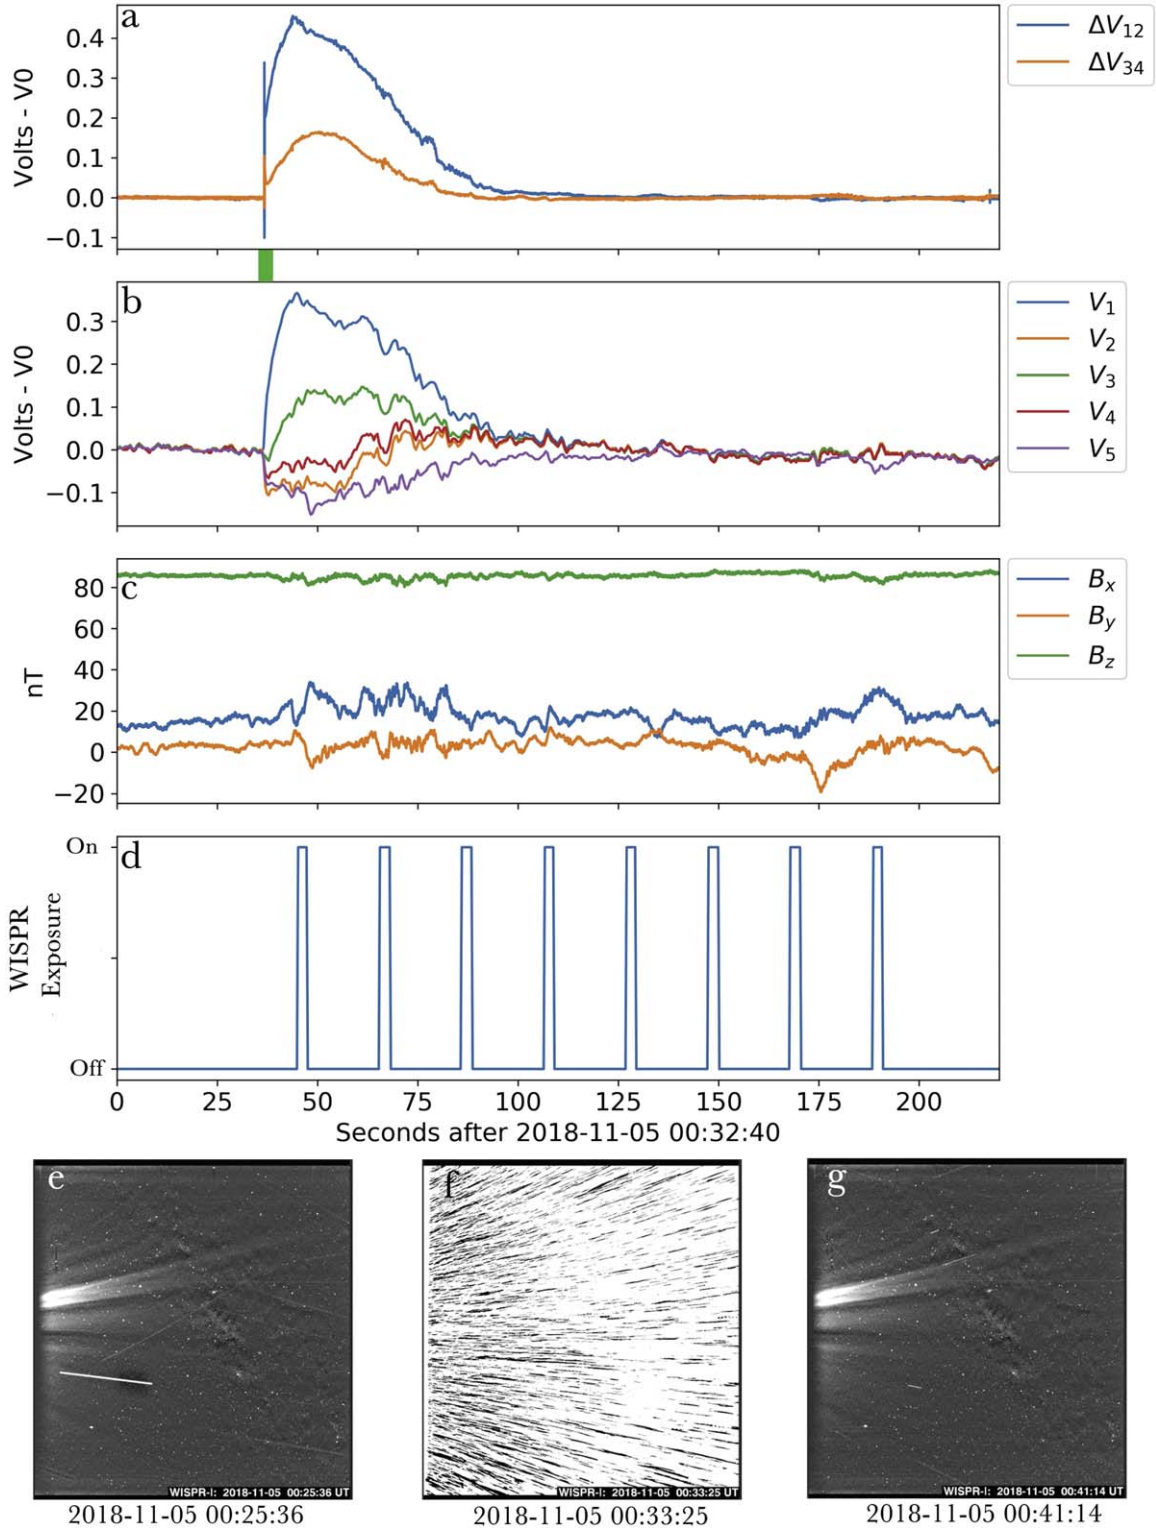 a
0.4
0.3
0.2
0.1
0.0
−0.1
Volts - V0
ΔV₁₂
ΔV₃₄
b
0.3
0.2
0.1
0.0
−0.1
Volts - V0
V₁
V₂
V₃
V₄
V₅
c
80
60
40
20
0
−20
nT
Bₓ
Bᵧ
B_z
d
On
Off
WISPR
Exposure
0 25 50 75 100 125 150 175 200
Seconds after 2018-11-05 00:32:40
e
WISPR-I: 2018-11-05 00:25:36 UT
2018-11-05 00:25:36
f
WISPR-I: 2018-11-05 00:33:25 UT
2018-11-05 00:33:25
g
WISPR-I: 2018-11-05 00:41:14 UT
2018-11-05 00:41:14